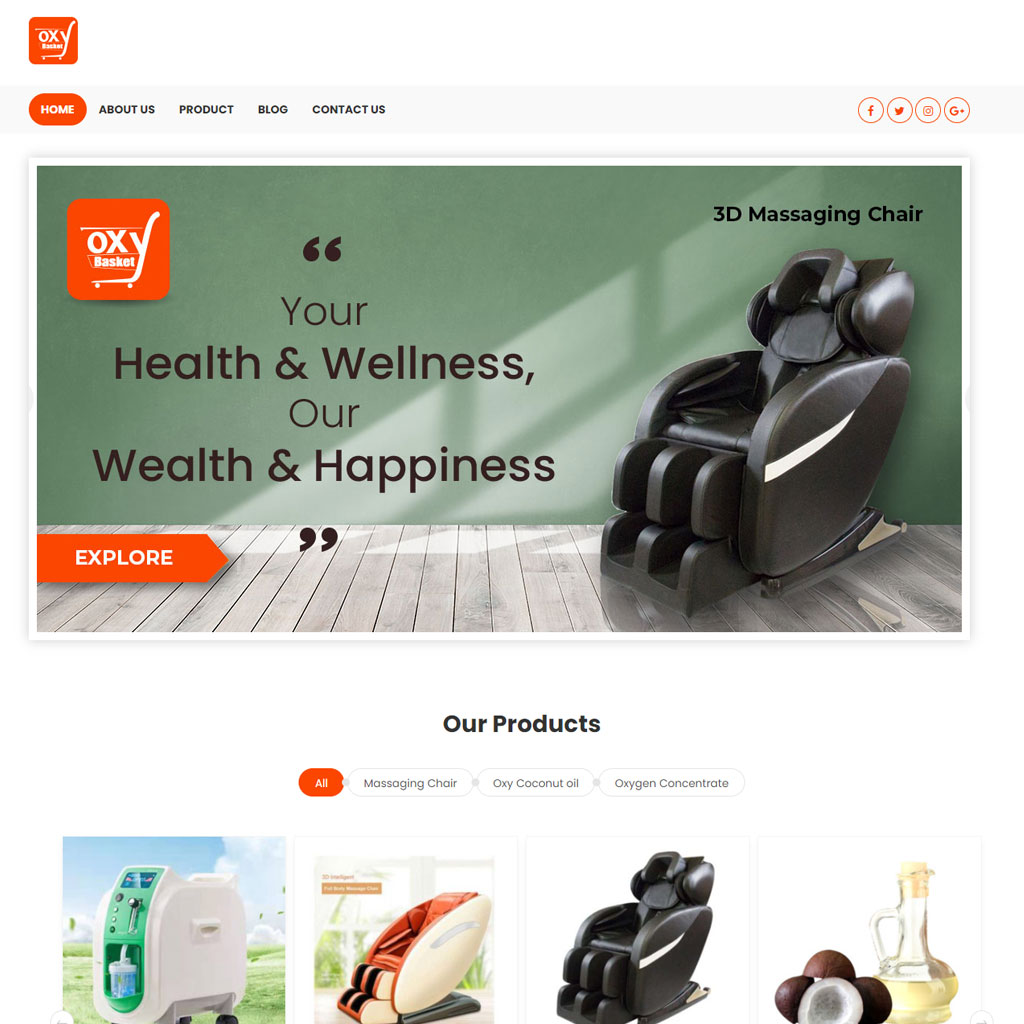 OXy
Basket
HOME ABOUT US PRODUCT BLOG CONTACT US
OXy
Basket
3D Massaging Chair
“
Your
Health & Wellness,
Our
Wealth & Happiness
”
EXPLORE
Our Products
All Massaging Chair Oxy Coconut oil Oxygen Concentrate
3D Intelligent
Full Body Massage Chair